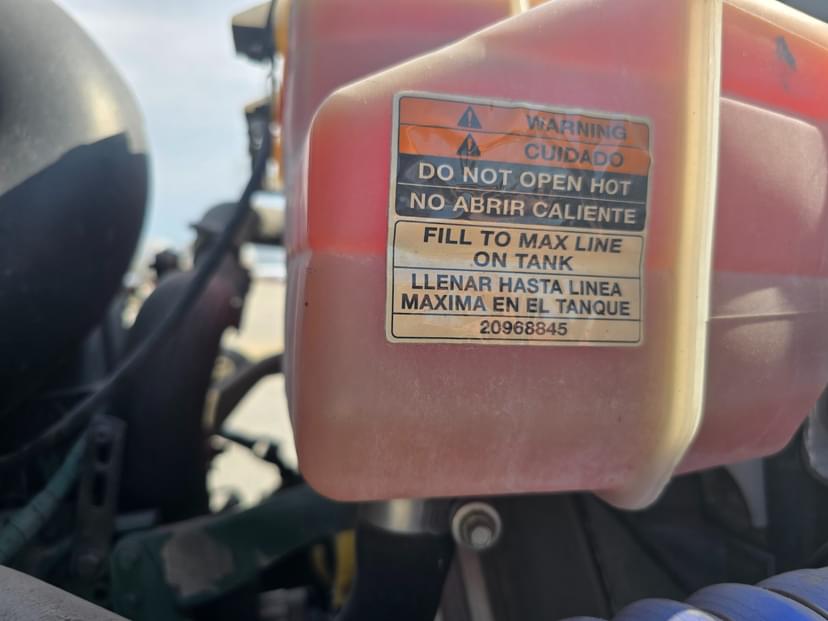 WARNING
CUIDADO
DO NOT OPEN HOT
NO ABRIR CALIENTE
FILL TO MAX LINE
ON TANK
LLENAR HASTA LINEA
MAXIMA EN EL TANQUE
20968845